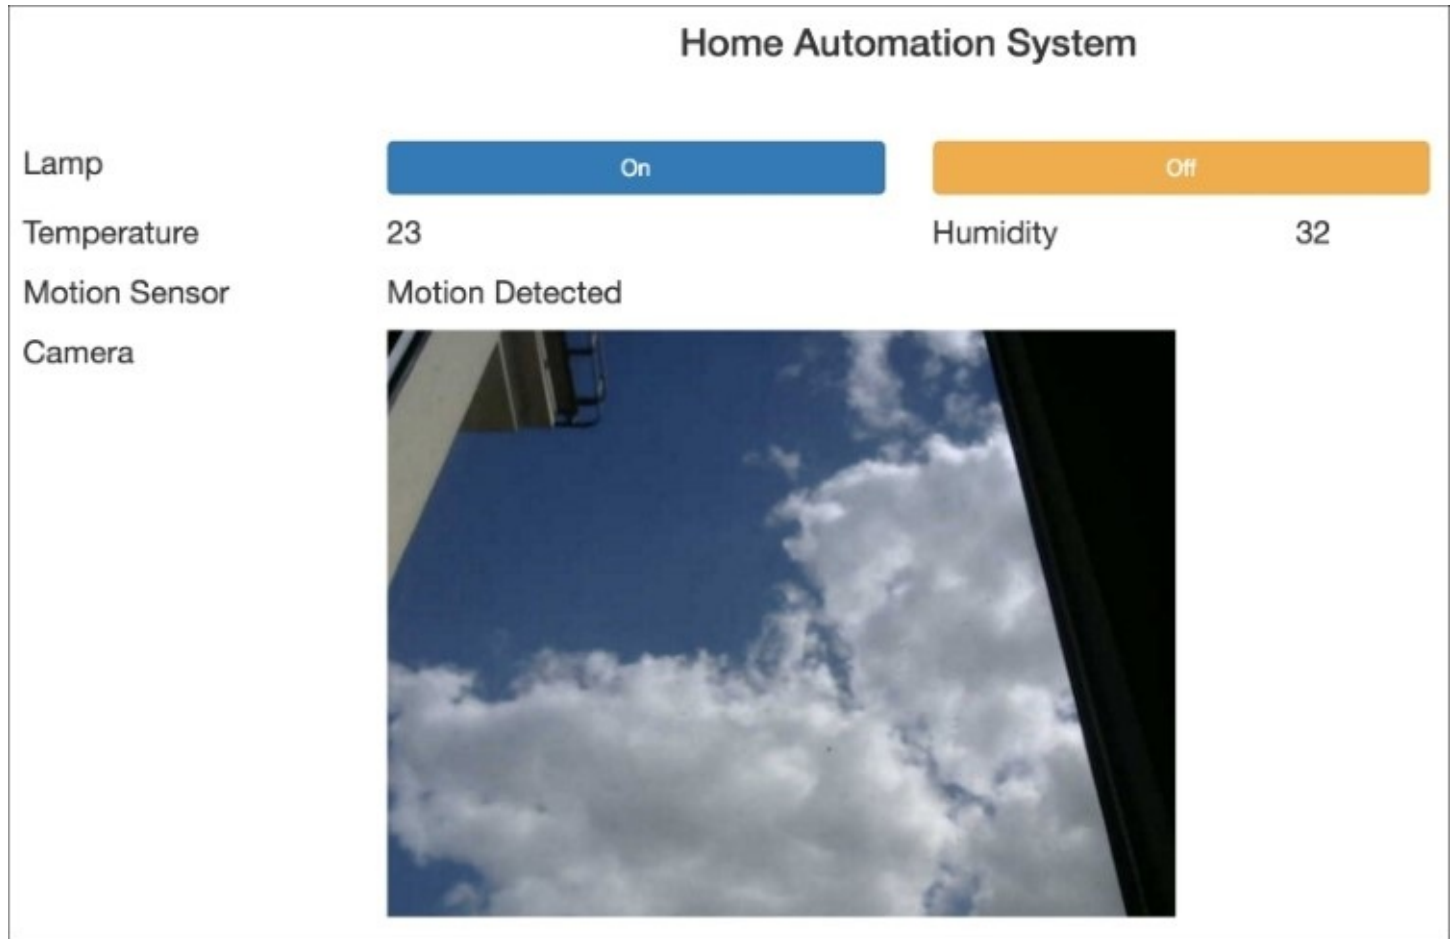 Home Automation System
Lamp On Off
Temperature 23 Humidity 32
Motion Sensor Motion Detected
Camera